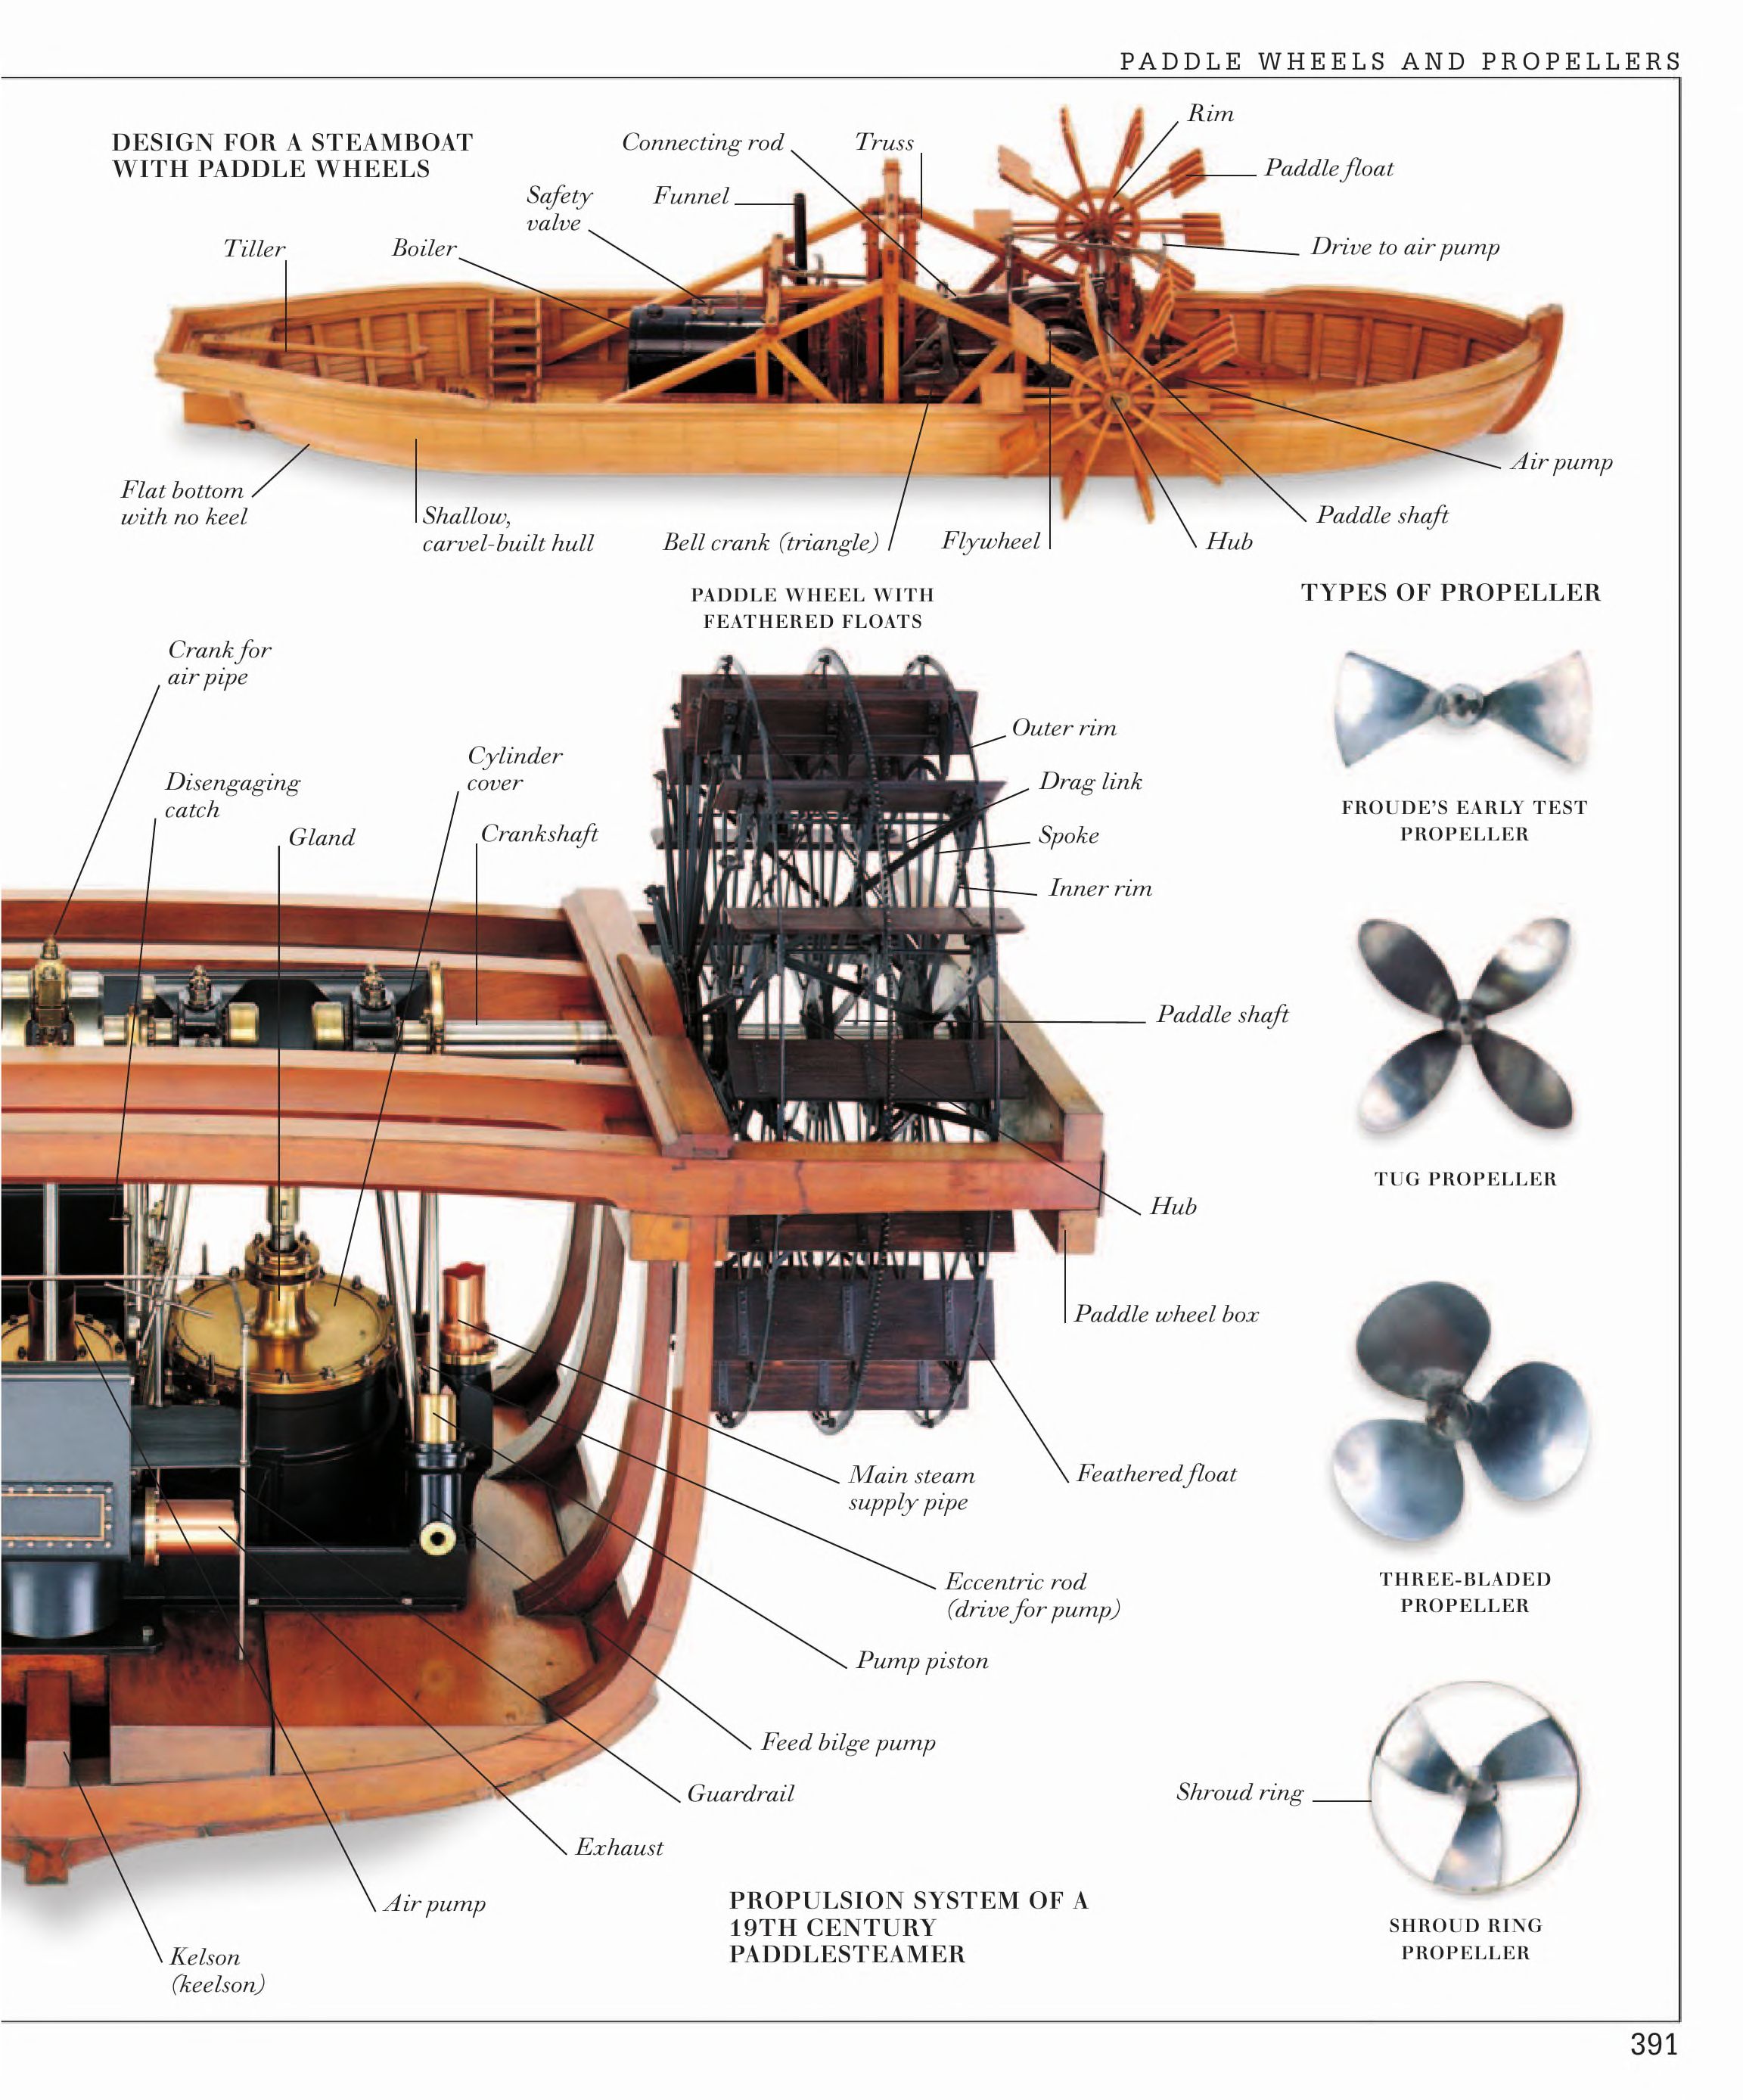 PADDLE WHEELS AND PROPELLERS
DESIGN FOR A STEAMBOAT
WITH PADDLE WHEELS
Connecting rod
Truss
Rim
Paddle float
Safety
valve
Funnel
Tiller
Boiler
Drive to air pump
Air pump
Flat bottom
with no keel
Shallow,
carvel-built hull
Bell crank (triangle)
Flywheel
Hub
Paddle shaft
PADDLE WHEEL WITH
FEATHERED FLOATS
TYPES OF PROPELLER
Crank for
air pipe
Disengaging
catch
Gland
Cylinder
cover
Crankshaft
Outer rim
Drag link
Spoke
Inner rim
FROUDE'S EARLY TEST
PROPELLER
Paddle shaft
TUG PROPELLER
Hub
Paddle wheel box
Main steam
supply pipe
Feathered float
Eccentric rod
(drive for pump)
THREE-BLADED
PROPELLER
Pump piston
Feed bilge pump
Guardrail
Shroud ring
Exhaust
Air pump
Kelson
(keelson)
PROPULSION SYSTEM OF A
19TH CENTURY
PADDLESTEAMER
SHROUD RING
PROPELLER
391